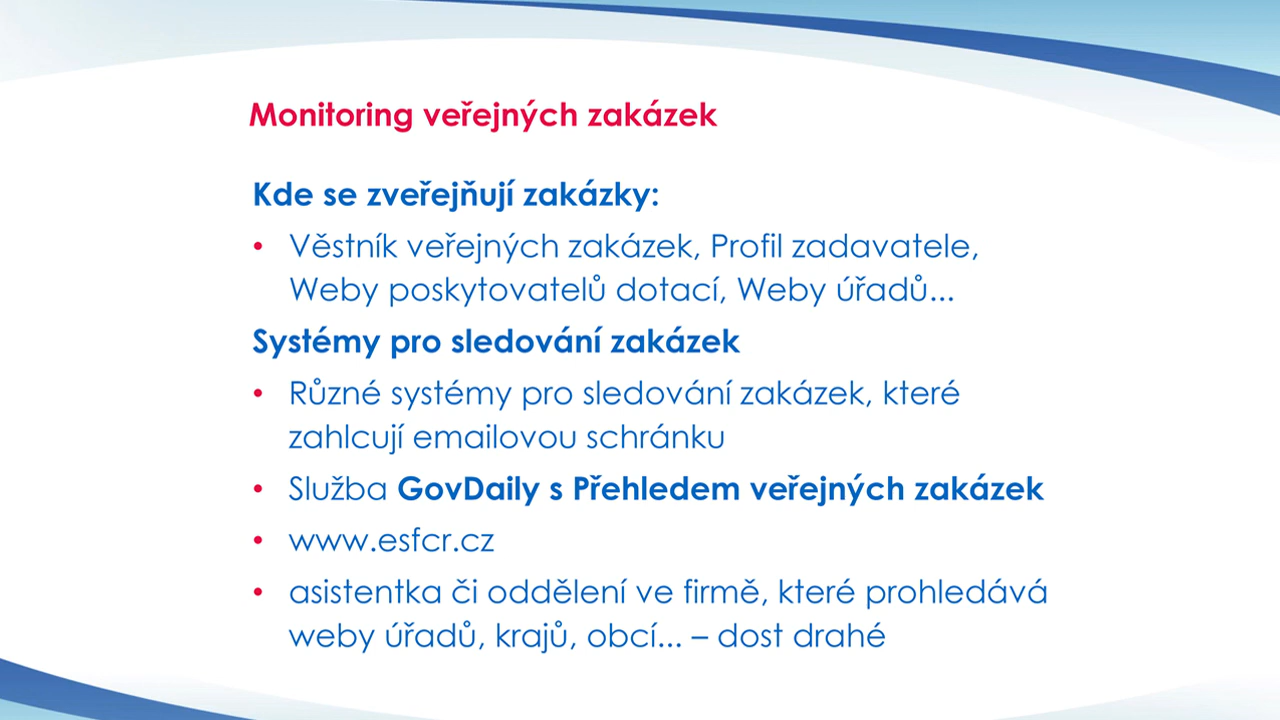 Monitoring veřejných zakázek
Kde se zveřejňují zakázky:
• Věstník veřejných zakázek, Profil zadavatele,
Weby poskytovatelů dotací, Weby úřadů...
Systémy pro sledování zakázek
• Různé systémy pro sledování zakázek, které
zahlcují emailovou schránku
• Služba GovDaily s Přehledem veřejných zakázek
• www.esfcr.cz
• asistentka či oddělení ve firmě, které prohledává
weby úřadů, krajů, obcí... – dost drahé